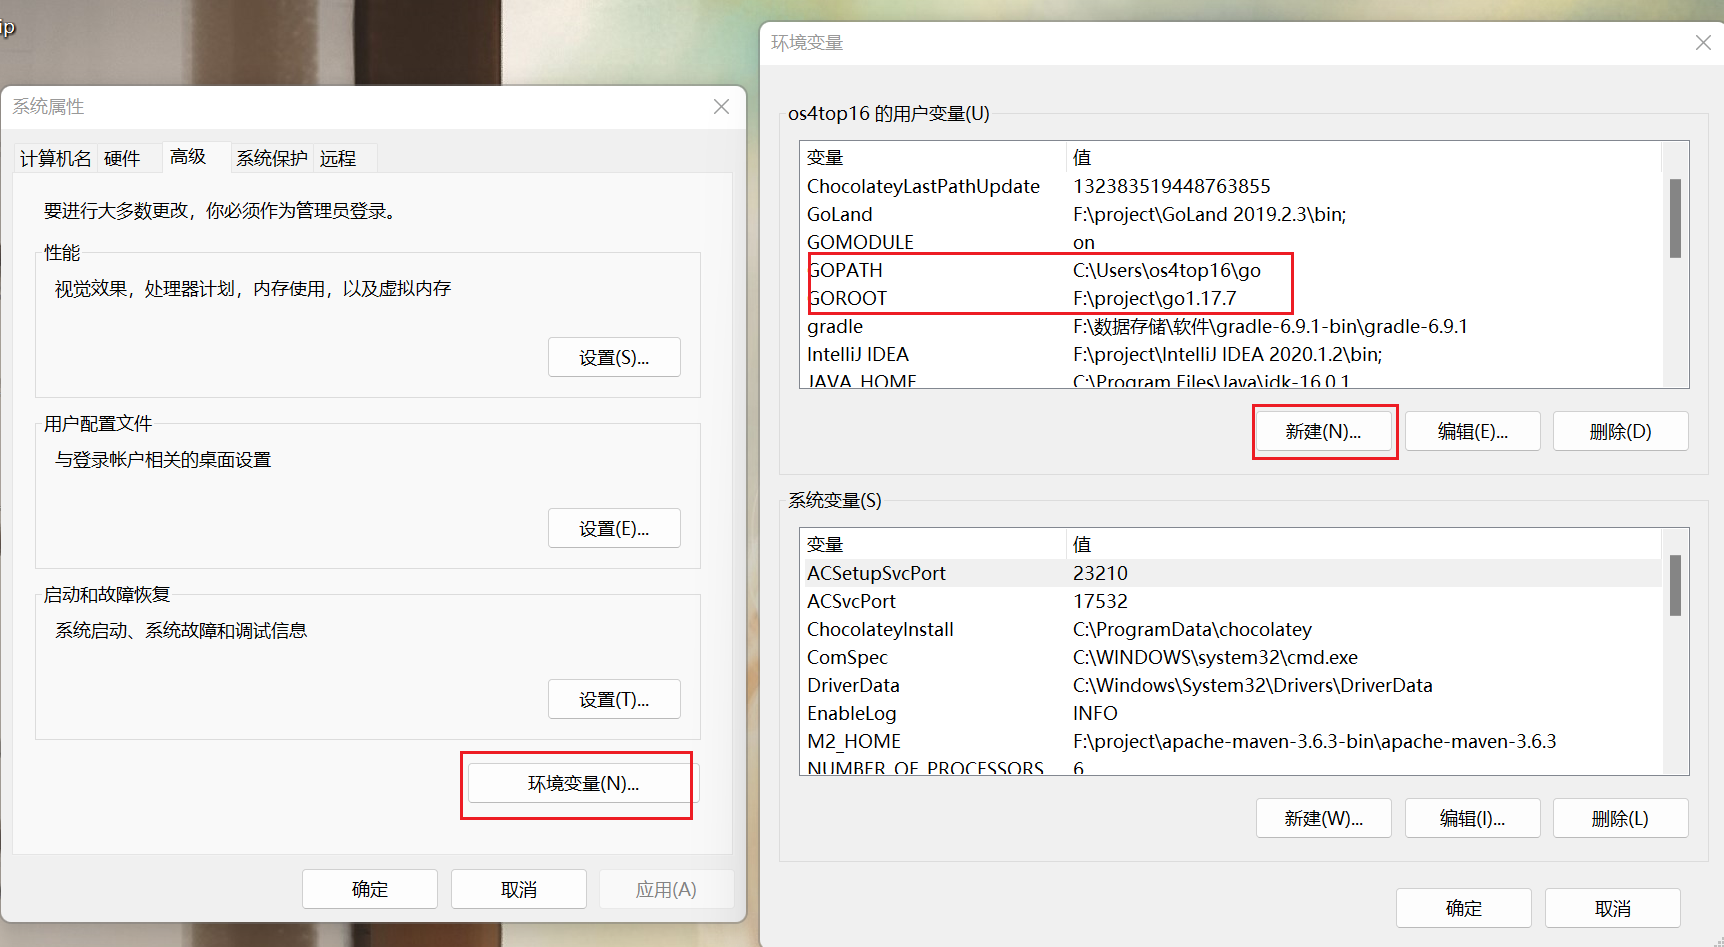 ip
系统属性
计算机名 硬件 高级 系统保护 远程
要进行大多数更改，你必须作为管理员登录。
性能
视觉效果，处理器计划，内存使用，以及虚拟内存
设置(S)...
用户配置文件
与登录帐户相关的桌面设置
设置(E)...
启动和故障恢复
系统启动、系统故障和调试信息
设置(T)...
环境变量(N)...
确定 取消 应用(A)
环境变量
os4top16 的用户变量(U)
变量 值
ChocolateyLastPathUpdate 132383519448763855
GoLand F:\project\GoLand 2019.2.3\bin;
GOMODULE on
GOPATH C:\Users\os4top16\go
GOROOT F:\project\go1.17.7
gradle F:\数据存储\软件\gradle-6.9.1-bin\gradle-6.9.1
IntelliJ IDEA F:\project\IntelliJ IDEA 2020.1.2\bin;
JAVA_HOME C:\Program Files\Java\jdk-16.0.1
新建(N)... 编辑(E)... 删除(D)
系统变量(S)
变量 值
ACSetupSvcPort 23210
ACSvcPort 17532
ChocolateyInstall C:\ProgramData\chocolatey
ComSpec C:\WINDOWS\system32\cmd.exe
DriverData C:\Windows\System32\Drivers\DriverData
EnableLog INFO
M2_HOME F:\project\apache-maven-3.6.3-bin\apache-maven-3.6.3
NUMBER_OF_PROCESSORS 6
新建(W)... 编辑(I)... 删除(L)
确定 取消